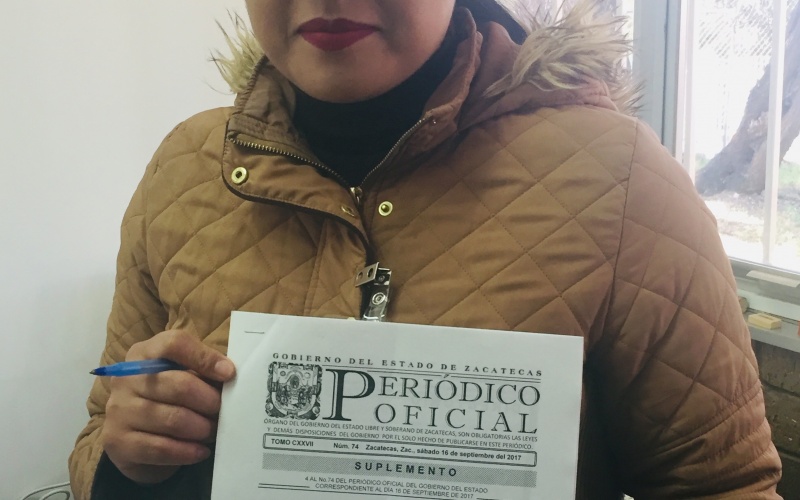 GOBIERNO DEL ESTADO DE ZACATECAS
PERIÓDICO
OFICIAL
ÓRGANO DEL GOBIERNO DEL ESTADO LIBRE Y SOBERANO DE ZACATECAS, SON OBLIGATORIAS LAS LEYES
Y DEMÁS DISPOSICIONES DEL GOBIERNO POR EL SOLO HECHO DE PUBLICARSE EN ESTE PERIÓDICO.
TOMO CXXVII Núm. 74 Zacatecas, Zac., sábado 16 de septiembre del 2017
SUPLEMENTO
4 AL No.74 DEL PERIÓDICO OFICIAL DEL GOBIERNO DEL ESTADO
CORRESPONDIENTE AL DÍA 16 DE SEPTIEMBRE DE 2017